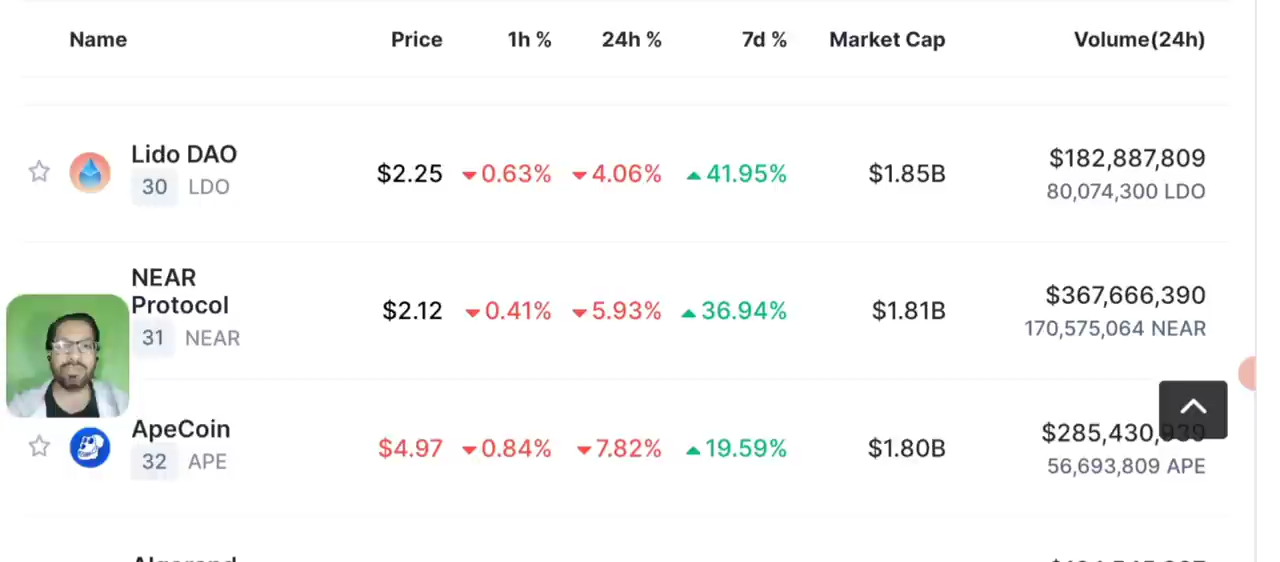 Name Price 1h % 24h % 7d % Market Cap Volume(24h)
Lido DAO
30 LDO
$2.25 0.63% 4.06% 41.95% $1.85B
$182,887,809
80,074,300 LDO
NEAR
Protocol
31 NEAR
$2.12 0.41% 5.93% 36.94% $1.81B
$367,666,390
170,575,064 NEAR
ApeCoin
32 APE
$4.97 0.84% 7.82% 19.59% $1.80B
$285,430,939
56,693,809 APE